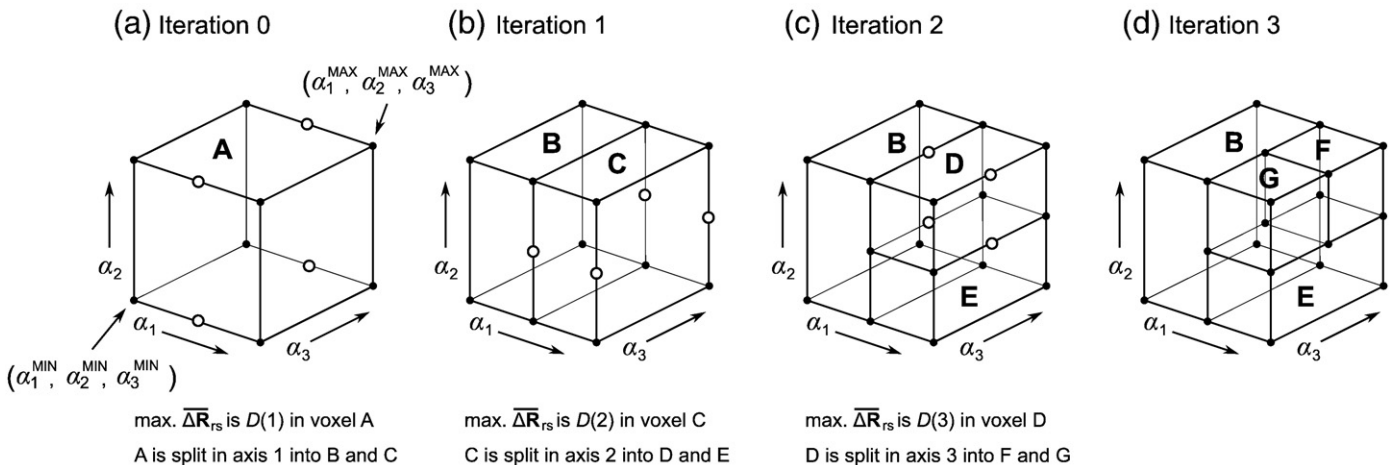 (a) Iteration 0
(b) Iteration 1
(c) Iteration 2
(d) Iteration 3
(α₁ᴹᴬˣ, α₂ᴹᴬˣ, α₃ᴹᴬˣ)
A
B
C
B
D
E
B
F
G
E
α₂
α₁
α₃
α₂
α₁
α₃
α₂
α₁
α₃
α₂
α₁
α₃
(α₁ᴹᴵᴺ, α₂ᴹᴵᴺ, α₃ᴹᴵᴺ)
max. Δ̅R̅rs is D(1) in voxel A
A is split in axis 1 into B and C
max. Δ̅R̅rs is D(2) in voxel C
C is split in axis 2 into D and E
max. Δ̅R̅rs is D(3) in voxel D
D is split in axis 3 into F and G